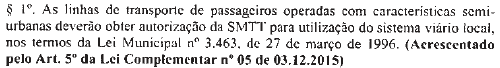 § 1º. As linhas de transporte de passageiros operadas com características semi-
urbanas deverão obter autorização da SMTT para utilização do sistema viário local,
nos termos da Lei Municipal nº 3.463, de 27 de março de 1996. (Acrescentado
pelo Art. 5º da Lei Complementar nº 05 de 03.12.2015)